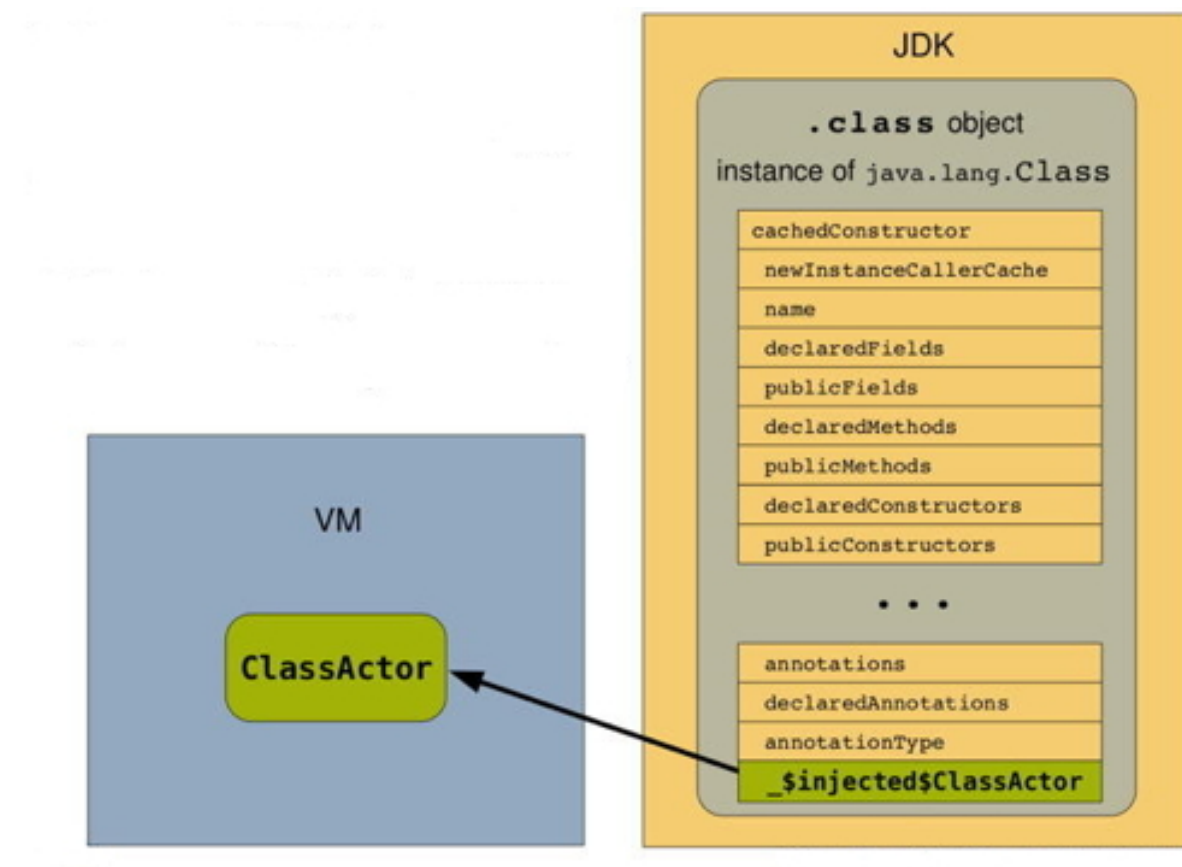 JDK
.class object
instance of java.lang.Class
cachedConstructor
newInstanceCallerCache
name
declaredFields
publicFields
declaredMethods
publicMethods
declaredConstructors
publicConstructors
...
annotations
declaredAnnotations
annotationType
_$injected$ClassActor
VM
ClassActor